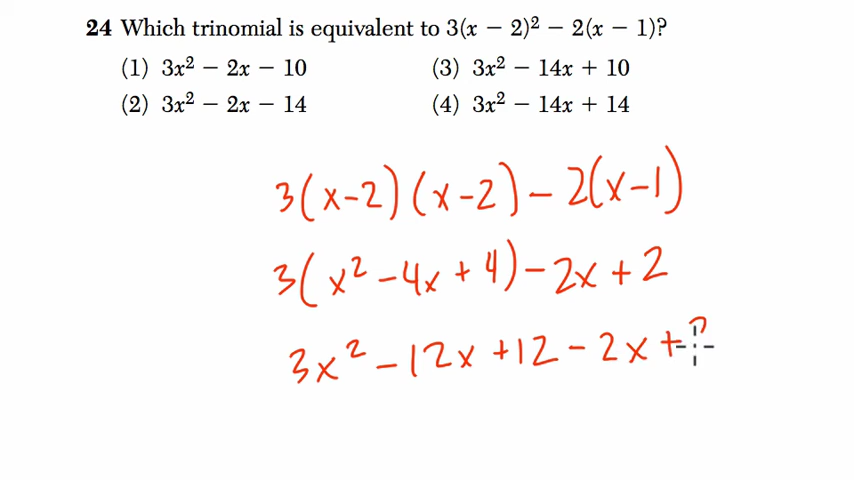 24 Which trinomial is equivalent to 3(x − 2)² − 2(x − 1)?
(1) 3x² − 2x − 10 (3) 3x² − 14x + 10
(2) 3x² − 2x − 14 (4) 3x² − 14x + 14
3(x-2)(x-2) - 2(x-1)
3(x² - 4x + 4) - 2x + 2
3x² - 12x + 12 - 2x +